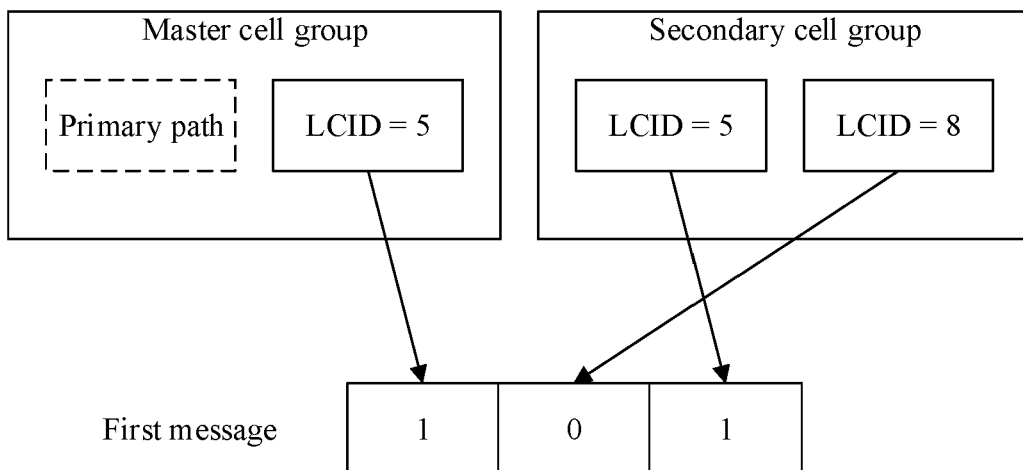 Master cell group
Secondary cell group
Primary path
LCID = 5
LCID = 5
LCID = 8
First message
1
0
1